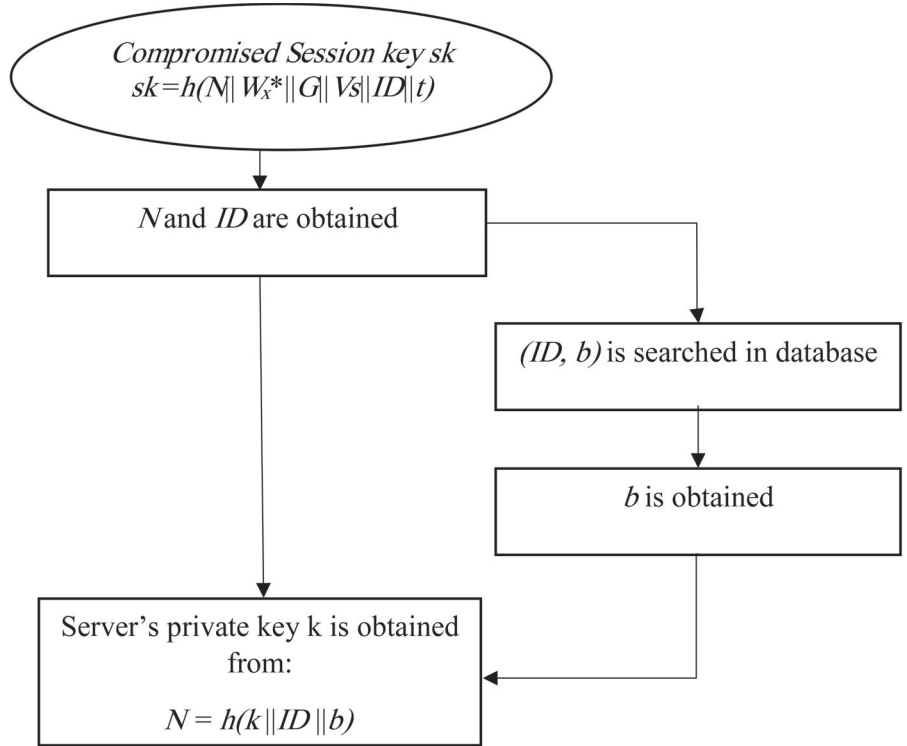 Compromised Session key sk
sk=h(N||Wx*||G||Vs||ID||t)
N and ID are obtained
(ID, b) is searched in database
b is obtained
Server's private key k is obtained
from:
N = h(k||ID||b)